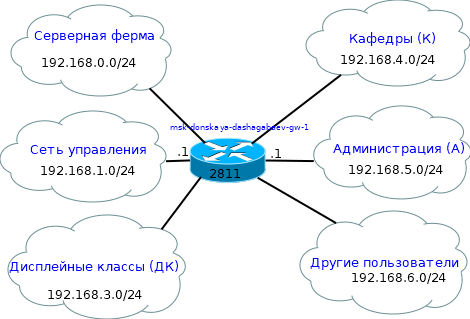 Серверная ферма
192.168.0.0/24
Кафедры (К)
192.168.4.0/24
msk-donskaya-dashagabaev-gw-1
Сеть управления
192.168.1.0/24
.1
.1
2811
Администрация (А)
192.168.5.0/24
Дисплейные классы (ДК)
192.168.3.0/24
Другие пользователи
192.168.6.0/24